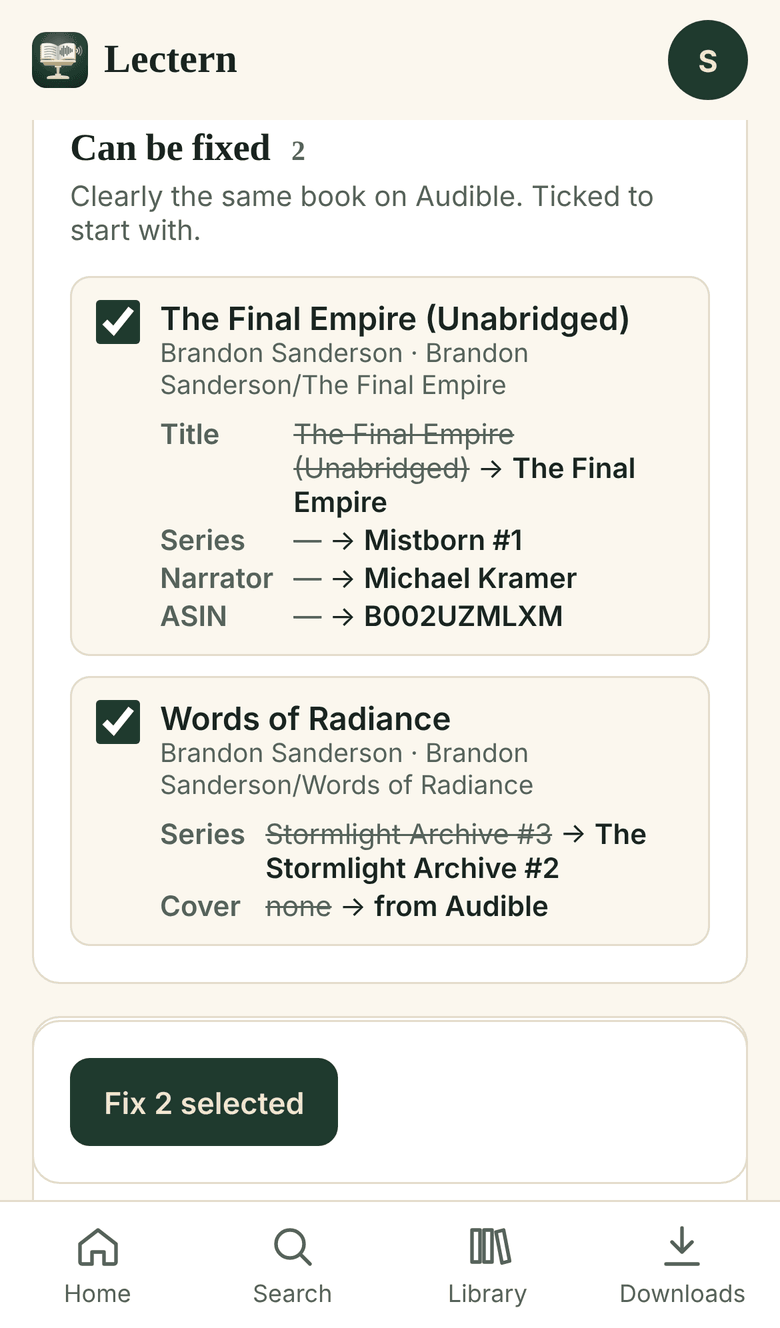 Lectern
S
Can be fixed 2
Clearly the same book on Audible. Ticked to
start with.
The Final Empire (Unabridged)
Brandon Sanderson · Brandon
Sanderson/The Final Empire
Title The Final Empire
(Unabridged) → The Final
Empire
Series — → Mistborn #1
Narrator — → Michael Kramer
ASIN — → B002UZMLXM
Words of Radiance
Brandon Sanderson · Brandon
Sanderson/Words of Radiance
Series Stormlight Archive #3 → The
Stormlight Archive #2
Cover none → from Audible
Fix 2 selected
Home Search Library Downloads